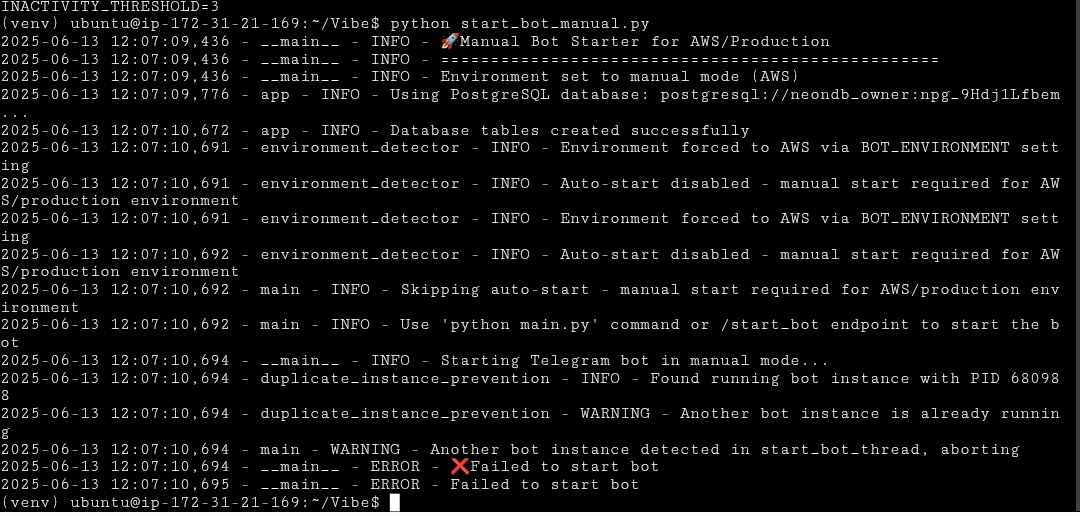 INACTIVITY_THRESHOLD=3
(venv) ubuntu@ip-172-31-21-169:~/Vibe$ python start_bot_manual.py
2025-06-13 12:07:09,436 - __main__ - INFO - 🚀Manual Bot Starter for AWS/Production
2025-06-13 12:07:09,436 - __main__ - INFO - ==================================================
2025-06-13 12:07:09,436 - __main__ - INFO - Environment set to manual mode (AWS)
2025-06-13 12:07:09,776 - app - INFO - Using PostgreSQL database: postgresql://neondb_owner:npg_9Hdj1Lfbem
...
2025-06-13 12:07:10,672 - app - INFO - Database tables created successfully
2025-06-13 12:07:10,691 - environment_detector - INFO - Environment forced to AWS via BOT_ENVIRONMENT sett
ing
2025-06-13 12:07:10,691 - environment_detector - INFO - Auto-start disabled - manual start required for AW
S/production environment
2025-06-13 12:07:10,691 - environment_detector - INFO - Environment forced to AWS via BOT_ENVIRONMENT sett
ing
2025-06-13 12:07:10,692 - environment_detector - INFO - Auto-start disabled - manual start required for AW
S/production environment
2025-06-13 12:07:10,692 - main - INFO - Skipping auto-start - manual start required for AWS/production env
ironment
2025-06-13 12:07:10,692 - main - INFO - Use 'python main.py' command or /start_bot endpoint to start the b
ot
2025-06-13 12:07:10,694 - __main__ - INFO - Starting Telegram bot in manual mode...
2025-06-13 12:07:10,694 - duplicate_instance_prevention - INFO - Found running bot instance with PID 68098
8
2025-06-13 12:07:10,694 - duplicate_instance_prevention - WARNING - Another bot instance is already runnin
g
2025-06-13 12:07:10,694 - main - WARNING - Another bot instance detected in start_bot_thread, aborting
2025-06-13 12:07:10,694 - __main__ - ERROR - ❌Failed to start bot
2025-06-13 12:07:10,695 - __main__ - ERROR - Failed to start bot
(venv) ubuntu@ip-172-31-21-169:~/Vibe$